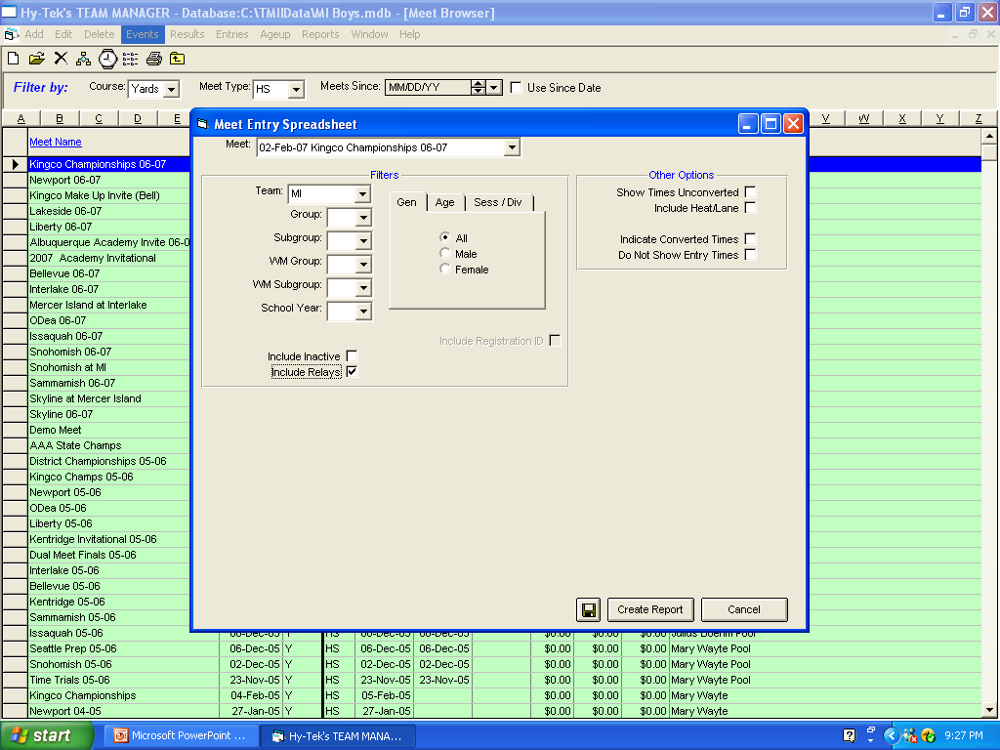 Hy-Tek's TEAM MANAGER - Database:C:\TMIIData\MI Boys.mdb - [Meet Browser]
Add Edit Delete Events Results Entries Ageup Reports Window Help
Filter by: Course: Yards Meet Type: HS Meets Since: MM/DD/YY Use Since Date
A B C D E V W X Y Z
Meet Name
Kingco Championships 06-07
Newport 06-07
Kingco Make Up Invite (Bell)
Lakeside 06-07
Liberty 06-07
Albuquerque Academy Invite 06-0
2007 Academy Invitational
Bellevue 06-07
Interlake 06-07
Mercer Island at Interlake
ODea 06-07
Issaquah 06-07
Snohomish 06-07
Snohomish at MI
Sammamish 06-07
Skyline at Mercer Island
Skyline 06-07
Demo Meet
AAA State Champs
District Championships 05-06
Kingco Champs 05-06
Newport 05-06
ODea 05-06
Liberty 05-06
Kentridge Invitational 05-06
Dual Meet Finals 05-06
Interlake 05-06
Bellevue 05-06
Kentridge 05-06
Sammamish 05-06
Issaquah 05-06 06-Dec-05 Y HS 06-Dec-05 06-Dec-05 $0.00 $0.00 $0.00 Julius Boehm Pool
Seattle Prep 05-06 06-Dec-05 Y HS 06-Dec-05 06-Dec-05 $0.00 $0.00 $0.00 Mary Wayte Pool
Snohomish 05-06 02-Dec-05 Y HS 02-Dec-05 02-Dec-05 $0.00 $0.00 $0.00 Mary Wayte Pool
Time Trials 05-06 23-Nov-05 Y HS 23-Nov-05 23-Nov-05 $0.00 $0.00 $0.00 Mary Wayte Pool
Kingco Championships 04-Feb-05 Y HS 05-Feb-05 $0.00 $0.00 $0.00 Mary Wayte
Newport 04-05 27-Jan-05 Y HS 27-Jan-05 $0.00 $0.00 $0.00 Mary Wayte
Meet Entry Spreadsheet
Meet: 02-Feb-07 Kingco Championships 06-07
Filters
Team: MI
Group:
Subgroup:
WM Group:
WM Subgroup:
School Year:
Gen Age Sess / Div
All
Male
Female
Include Registration ID
Include Inactive
Include Relays
Other Options
Show Times Unconverted
Include Heat/Lane
Indicate Converted Times
Do Not Show Entry Times
Create Report Cancel
start Microsoft PowerPoint ... Hy-Tek's TEAM MANA... 9:27 PM